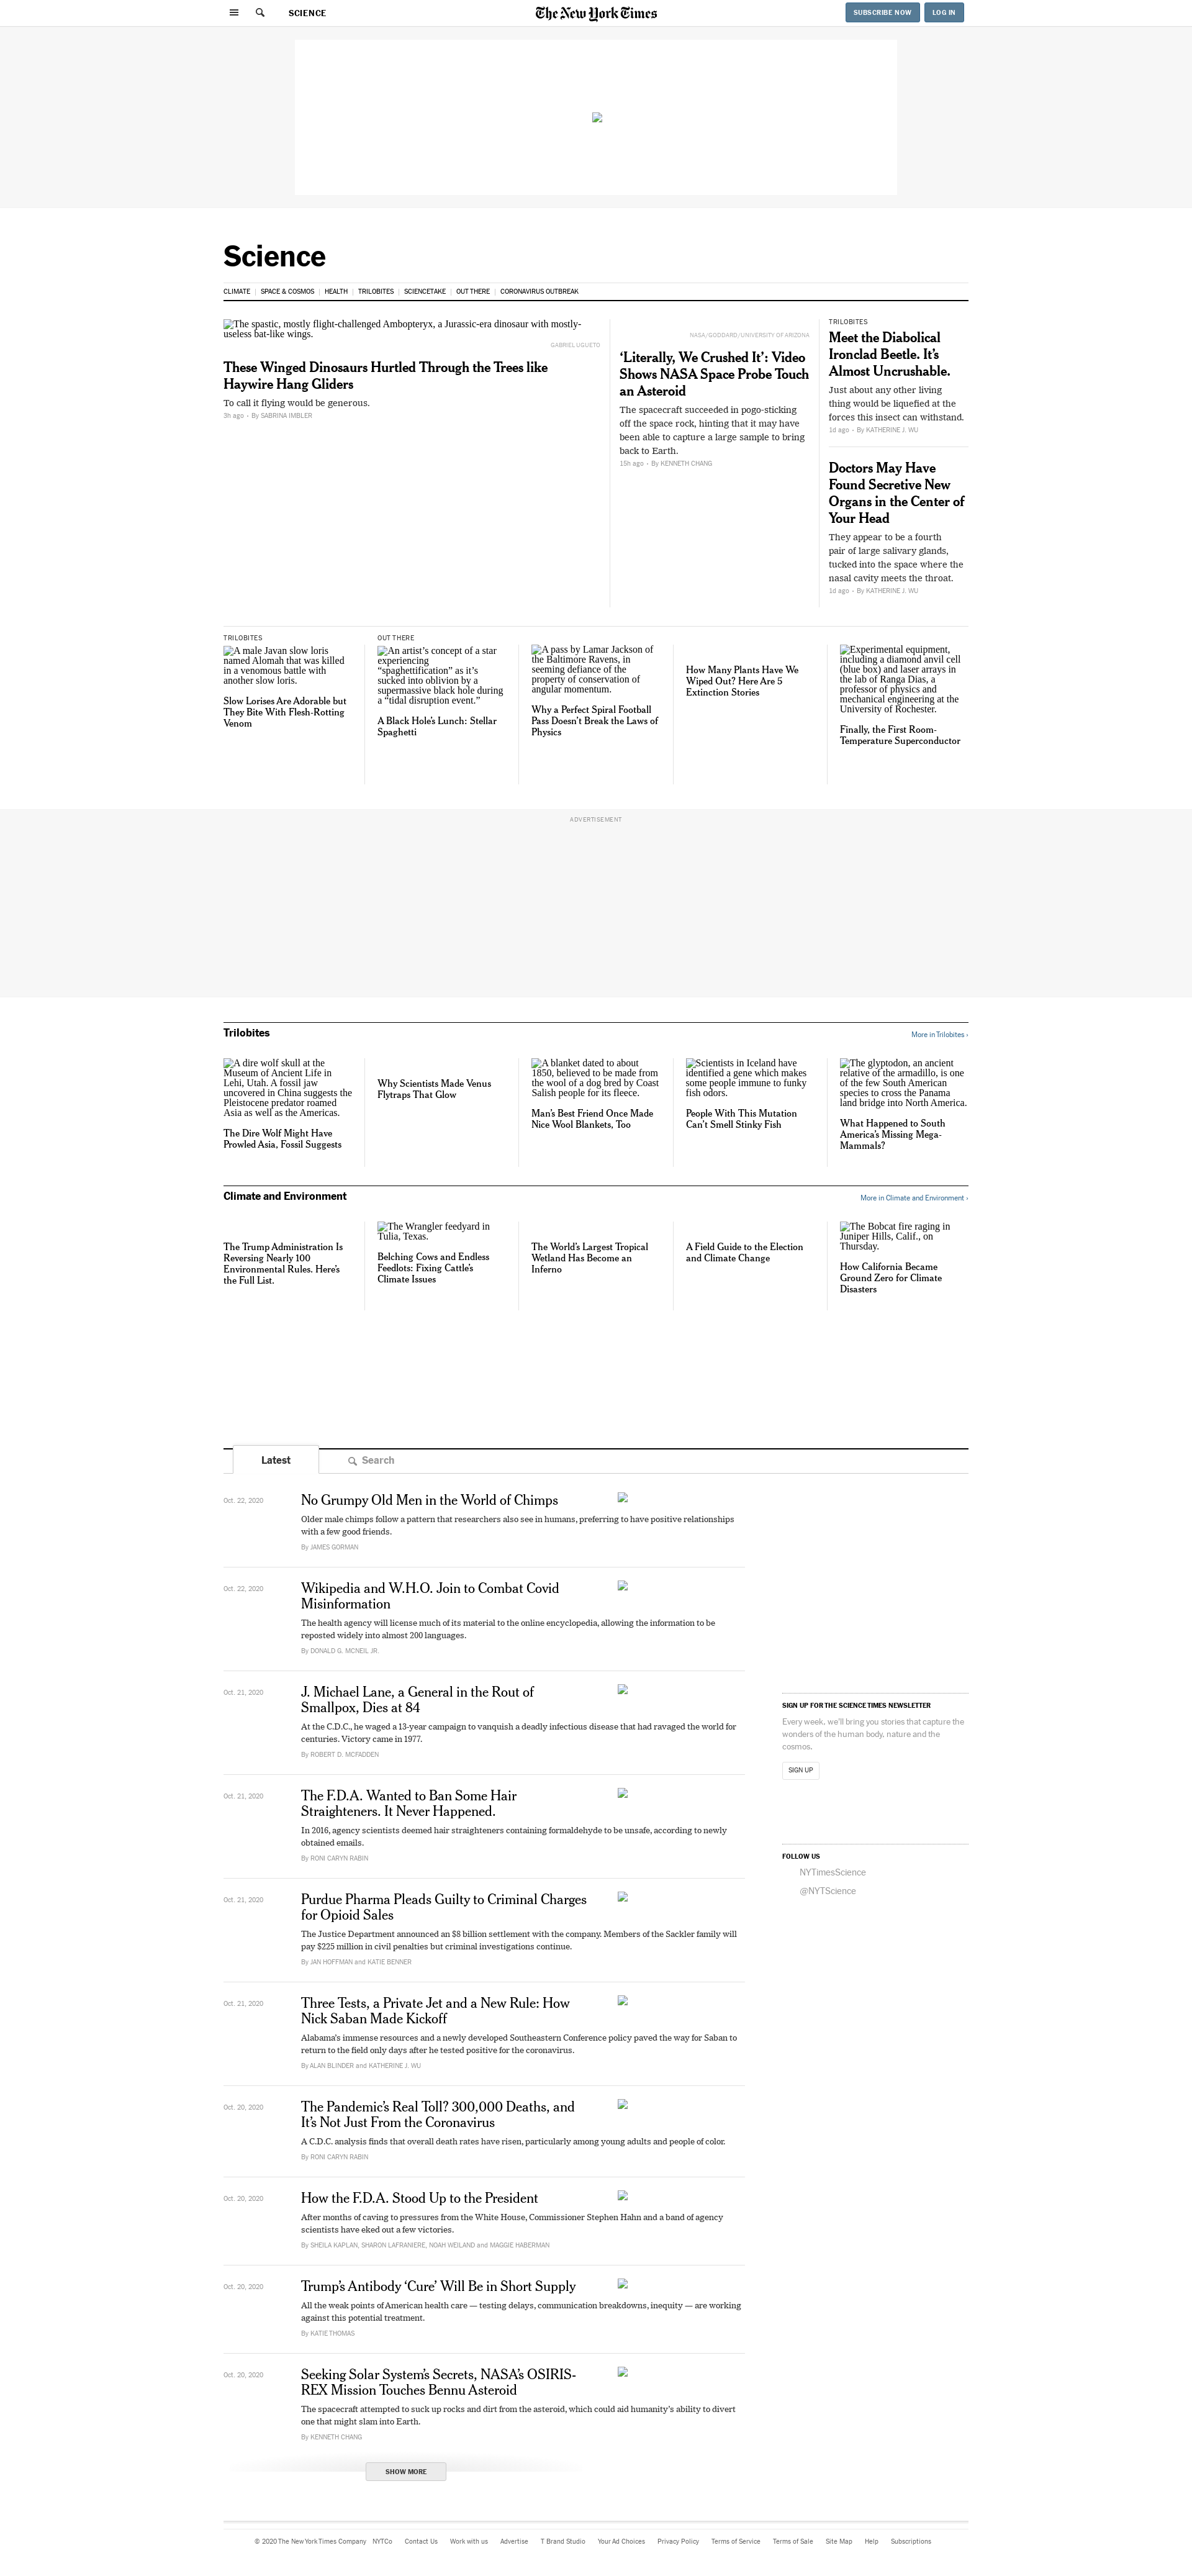 SCIENCE
The New York Times
SUBSCRIBE NOW
LOG IN
Science
CLIMATE | SPACE & COSMOS | HEALTH | TRILOBITES | SCIENCETAKE | OUT THERE | CORONAVIRUS OUTBREAK
The spastic, mostly flight-challenged Ambopteryx, a Jurassic-era dinosaur with mostly-
useless bat-like wings.
GABRIEL UGUETO
These Winged Dinosaurs Hurtled Through the Trees like
Haywire Hang Gliders
To call it flying would be generous.
3h ago • By SABRINA IMBLER
NASA/GODDARD/UNIVERSITY OF ARIZONA
‘Literally, We Crushed It’: Video
Shows NASA Space Probe Touch
an Asteroid
The spacecraft succeeded in pogo-sticking
off the space rock, hinting that it may have
been able to capture a large sample to bring
back to Earth.
15h ago • By KENNETH CHANG
TRILOBITES
Meet the Diabolical
Ironclad Beetle. It’s
Almost Uncrushable.
Just about any other living
thing would be liquefied at the
forces this insect can withstand.
1d ago • By KATHERINE J. WU
Doctors May Have
Found Secretive New
Organs in the Center of
Your Head
They appear to be a fourth
pair of large salivary glands,
tucked into the space where the
nasal cavity meets the throat.
1d ago • By KATHERINE J. WU
TRILOBITES
A male Javan slow loris
named Alomah that was killed
in a venomous battle with
another slow loris.
Slow Lorises Are Adorable but
They Bite With Flesh-Rotting
Venom
OUT THERE
An artist’s concept of a star
experiencing
“spaghettification” as it’s
sucked into oblivion by a
supermassive black hole during
a “tidal disruption event.”
A Black Hole’s Lunch: Stellar
Spaghetti
A pass by Lamar Jackson of
the Baltimore Ravens, in
seeming defiance of the
property of conservation of
angular momentum.
Why a Perfect Spiral Football
Pass Doesn’t Break the Laws of
Physics
How Many Plants Have We
Wiped Out? Here Are 5
Extinction Stories
Experimental equipment,
including a diamond anvil cell
(blue box) and laser arrays in
the lab of Ranga Dias, a
professor of physics and
mechanical engineering at the
University of Rochester.
Finally, the First Room-
Temperature Superconductor
ADVERTISEMENT
Trilobites
More in Trilobites ›
A dire wolf skull at the
Museum of Ancient Life in
Lehi, Utah. A fossil jaw
uncovered in China suggests the
Pleistocene predator roamed
Asia as well as the Americas.
The Dire Wolf Might Have
Prowled Asia, Fossil Suggests
Why Scientists Made Venus
Flytraps That Glow
A blanket dated to about
1850, believed to be made from
the wool of a dog bred by Coast
Salish people for its fleece.
Man’s Best Friend Once Made
Nice Wool Blankets, Too
Scientists in Iceland have
identified a gene which makes
some people immune to funky
fish odors.
People With This Mutation
Can’t Smell Stinky Fish
The glyptodon, an ancient
relative of the armadillo, is one
of the few South American
species to cross the Panama
land bridge into North America.
What Happened to South
America’s Missing Mega-
Mammals?
Climate and Environment
More in Climate and Environment ›
The Trump Administration Is
Reversing Nearly 100
Environmental Rules. Here’s
the Full List.
The Wrangler feedyard in
Tulia, Texas.
Belching Cows and Endless
Feedlots: Fixing Cattle’s
Climate Issues
The World’s Largest Tropical
Wetland Has Become an
Inferno
A Field Guide to the Election
and Climate Change
The Bobcat fire raging in
Juniper Hills, Calif., on
Thursday.
How California Became
Ground Zero for Climate
Disasters
Latest
Search
Oct. 22, 2020
No Grumpy Old Men in the World of Chimps
Older male chimps follow a pattern that researchers also see in humans, preferring to have positive relationships
with a few good friends.
By JAMES GORMAN
Oct. 22, 2020
Wikipedia and W.H.O. Join to Combat Covid
Misinformation
The health agency will license much of its material to the online encyclopedia, allowing the information to be
reposted widely into almost 200 languages.
By DONALD G. MCNEIL JR.
Oct. 21, 2020
J. Michael Lane, a General in the Rout of
Smallpox, Dies at 84
At the C.D.C., he waged a 13-year campaign to vanquish a deadly infectious disease that had ravaged the world for
centuries. Victory came in 1977.
By ROBERT D. MCFADDEN
Oct. 21, 2020
The F.D.A. Wanted to Ban Some Hair
Straighteners. It Never Happened.
In 2016, agency scientists deemed hair straighteners containing formaldehyde to be unsafe, according to newly
obtained emails.
By RONI CARYN RABIN
Oct. 21, 2020
Purdue Pharma Pleads Guilty to Criminal Charges
for Opioid Sales
The Justice Department announced an $8 billion settlement with the company. Members of the Sackler family will
pay $225 million in civil penalties but criminal investigations continue.
By JAN HOFFMAN and KATIE BENNER
Oct. 21, 2020
Three Tests, a Private Jet and a New Rule: How
Nick Saban Made Kickoff
Alabama’s immense resources and a newly developed Southeastern Conference policy paved the way for Saban to
return to the field only days after he tested positive for the coronavirus.
By ALAN BLINDER and KATHERINE J. WU
Oct. 20, 2020
The Pandemic’s Real Toll? 300,000 Deaths, and
It’s Not Just From the Coronavirus
A C.D.C. analysis finds that overall death rates have risen, particularly among young adults and people of color.
By RONI CARYN RABIN
Oct. 20, 2020
How the F.D.A. Stood Up to the President
After months of caving to pressures from the White House, Commissioner Stephen Hahn and a band of agency
scientists have eked out a few victories.
By SHEILA KAPLAN, SHARON LAFRANIERE, NOAH WEILAND and MAGGIE HABERMAN
Oct. 20, 2020
Trump’s Antibody ‘Cure’ Will Be in Short Supply
All the weak points of American health care — testing delays, communication breakdowns, inequity — are working
against this potential treatment.
By KATIE THOMAS
Oct. 20, 2020
Seeking Solar System’s Secrets, NASA’s OSIRIS-
REX Mission Touches Bennu Asteroid
The spacecraft attempted to suck up rocks and dirt from the asteroid, which could aid humanity’s ability to divert
one that might slam into Earth.
By KENNETH CHANG
SHOW MORE
SIGN UP FOR THE SCIENCE TIMES NEWSLETTER
Every week, we’ll bring you stories that capture the
wonders of the human body, nature and the
cosmos.
SIGN UP
FOLLOW US
NYTimesScience
@NYTScience
© 2020 The New York Times Company NYTCo Contact Us Work with us Advertise T Brand Studio Your Ad Choices Privacy Policy Terms of Service Terms of Sale Site Map Help Subscriptions